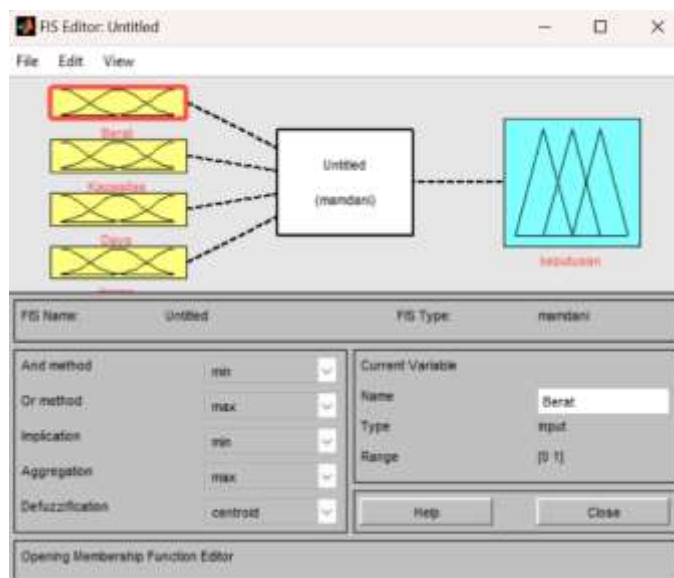 FIS Editor: Untitled
File Edit View
Berat
Kapasitas
Daya
Untitled
(mamdani)
keputusan
FIS Name: Untitled FIS Type: mamdani
And method min
Or method max
Implication min
Aggregation max
Defuzzification centroid
Current Variable
Name Berat
Type input
Range [0 1]
Help Close
Opening Membership Function Editor